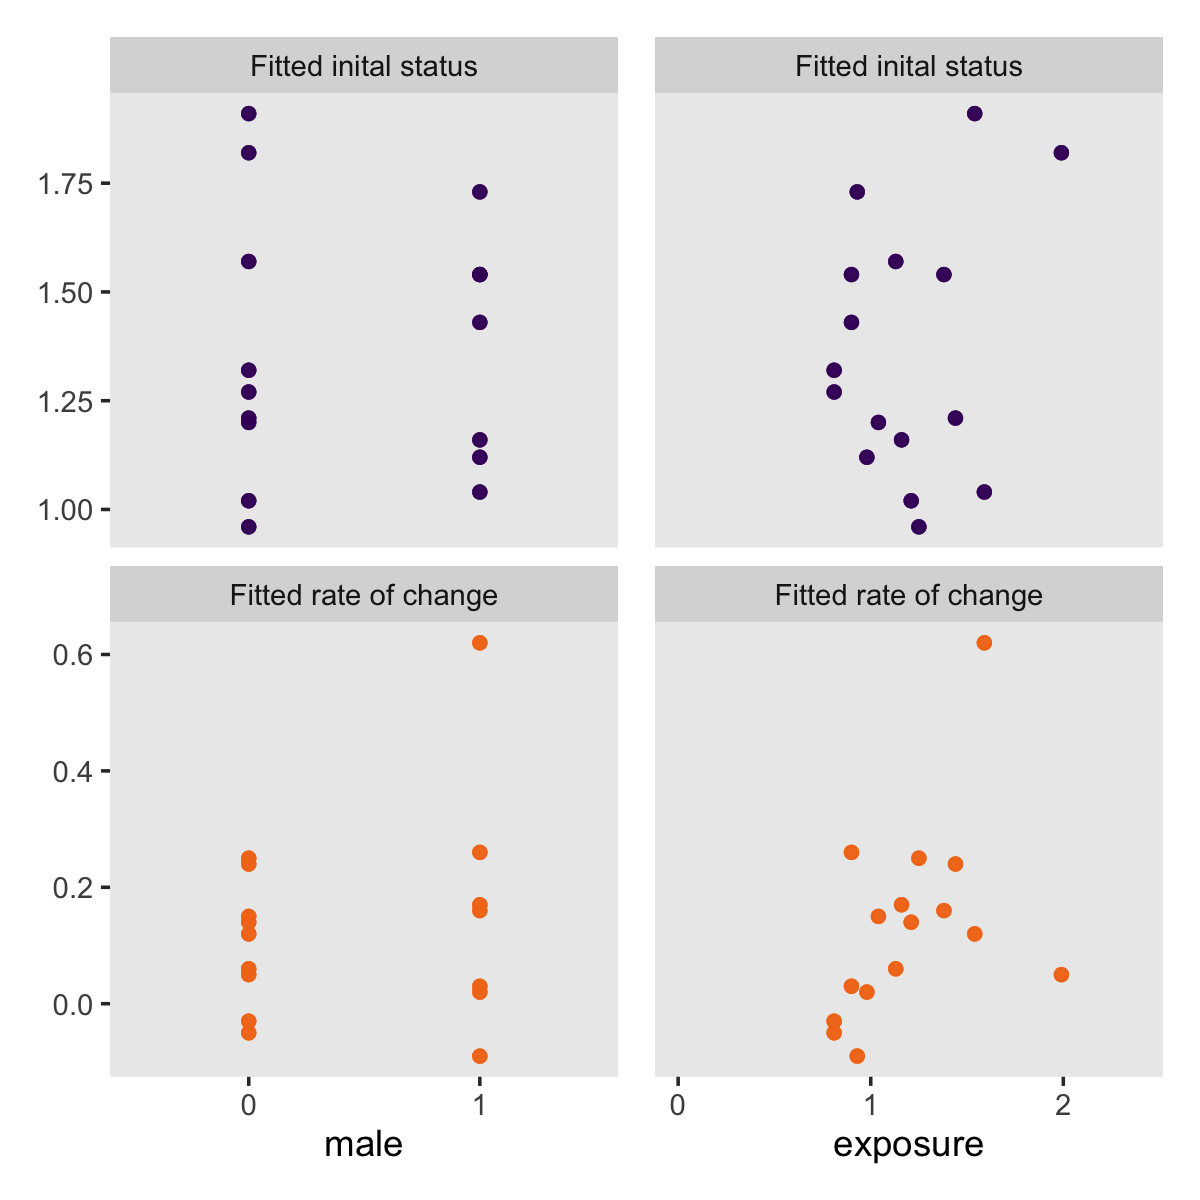 Fitted inital status
Fitted inital status
1.75
1.50
1.25
1.00
Fitted rate of change
Fitted rate of change
0.6
0.4
0.2
0.0
0 1
0 1 2
male
exposure